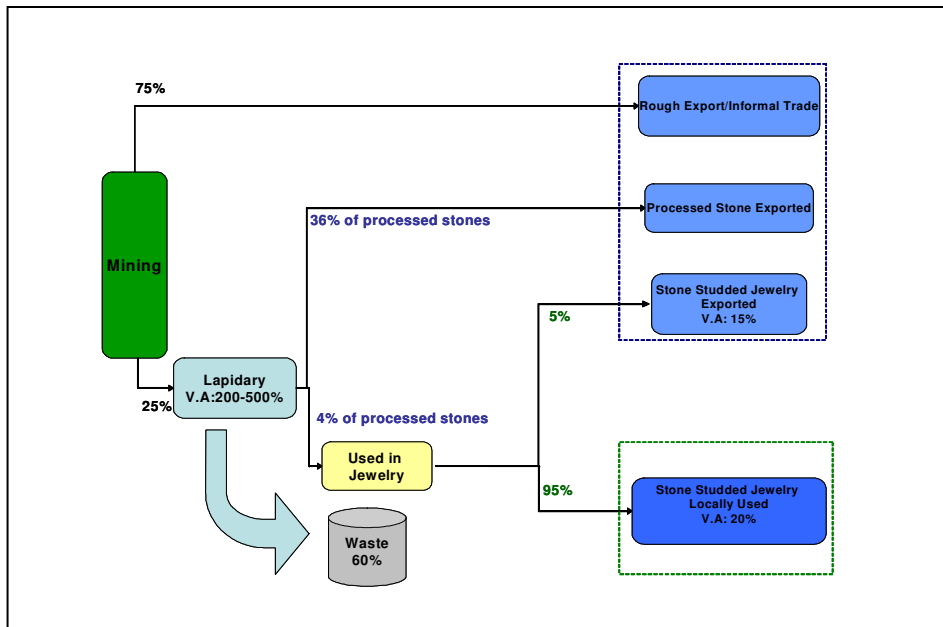 75%
Rough Export/Informal Trade
Processed Stone Exported
36% of processed stones
Mining
Stone Studded Jewelry
Exported
V.A: 15%
5%
Lapidary
V.A:200-500%
25%
4% of processed stones
Used in
Jewelry
95%
Stone Studded Jewelry
Locally Used
V.A: 20%
Waste
60%